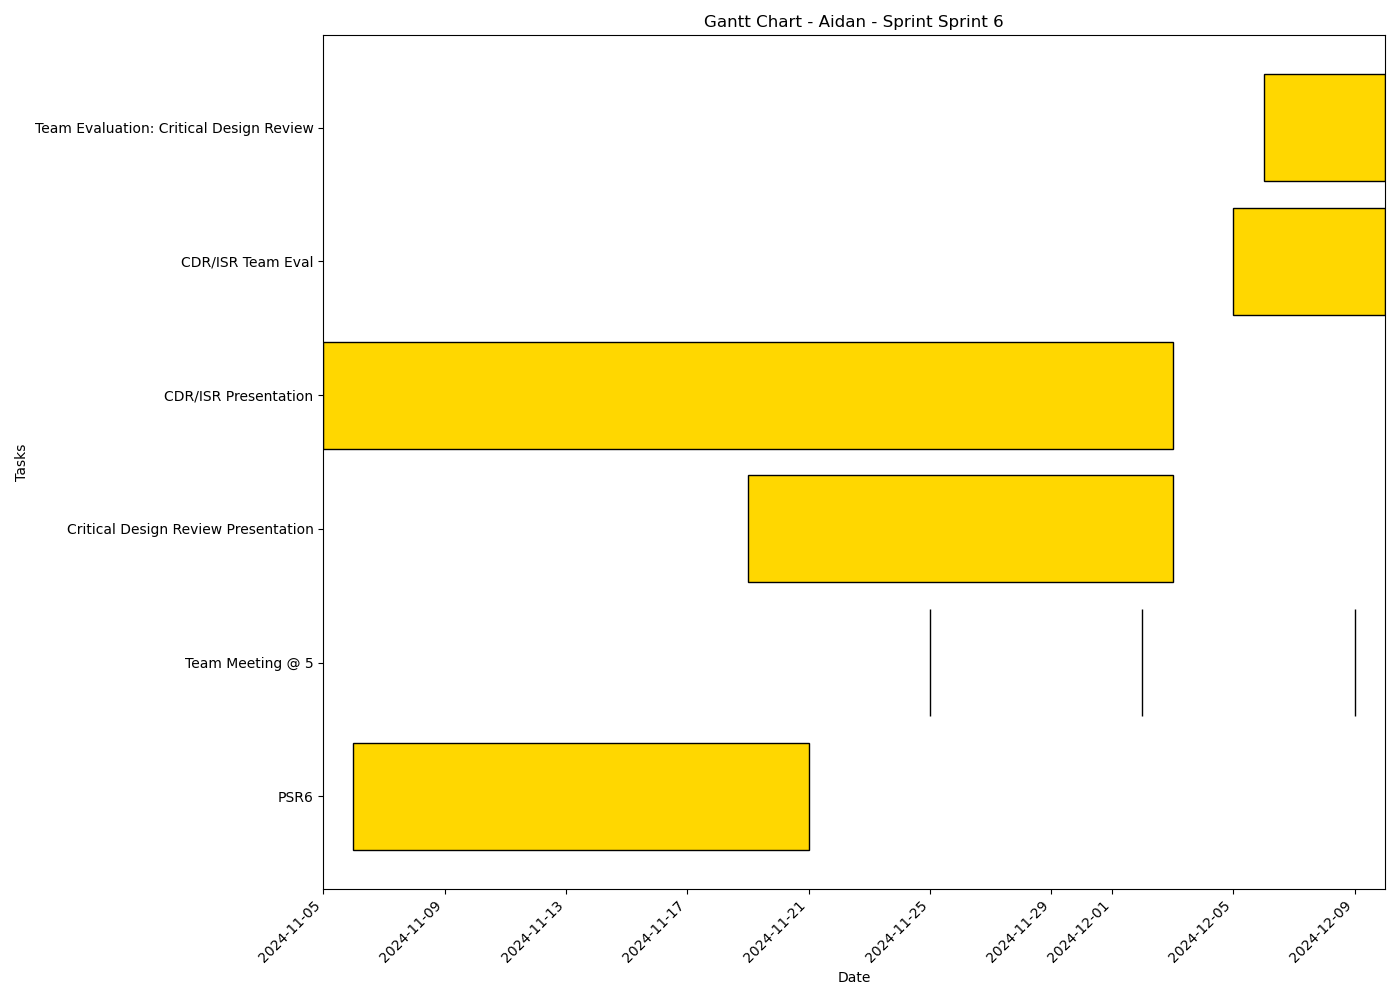 Gantt Chart - Aidan - Sprint Sprint 6
Team Evaluation: Critical Design Review
CDR/ISR Team Eval
CDR/ISR Presentation
Critical Design Review Presentation
Team Meeting @ 5
PSR6
Tasks
2024-11-05
2024-11-09
2024-11-13
2024-11-17
2024-11-21
2024-11-25
2024-11-29
2024-12-01
2024-12-05
2024-12-09
Date